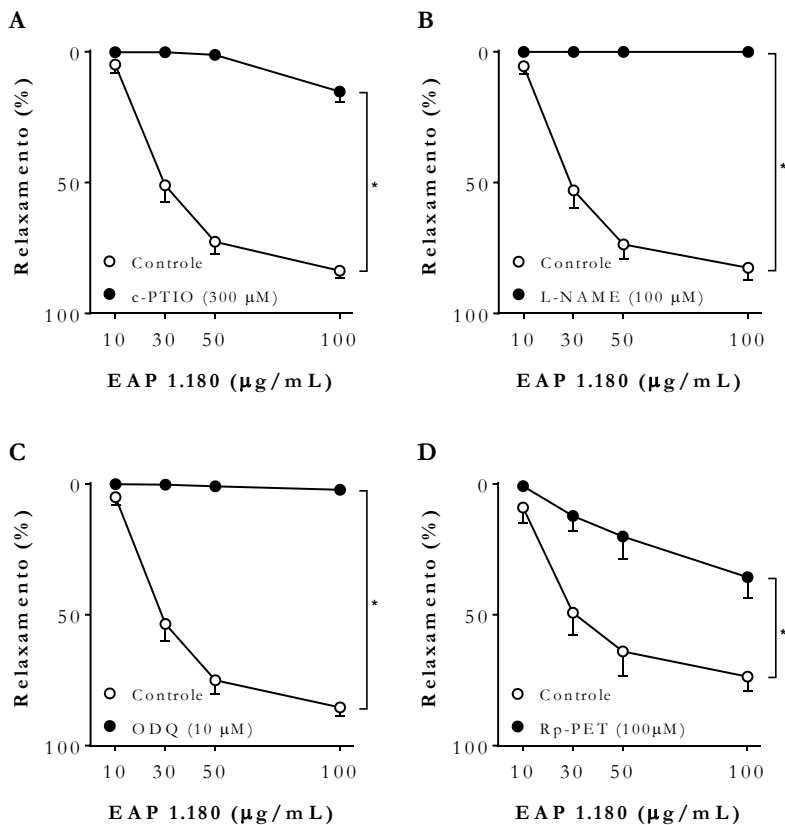 A
Relaxamento (%)
0
50
100
Controle
c-PTIO (300 µM)
*
10 30 50 100
EAP 1.180 (µg/mL)
B
Relaxamento (%)
0
50
100
Controle
L-NAME (100 µM)
*
10 30 50 100
EAP 1.180 (µg/mL)
C
Relaxamento (%)
0
50
100
Controle
ODQ (10 µM)
*
10 30 50 100
EAP 1.180 (µg/mL)
D
Relaxamento (%)
0
50
100
Controle
Rp-PET (100µM)
*
10 30 50 100
EAP 1.180 (µg/mL)